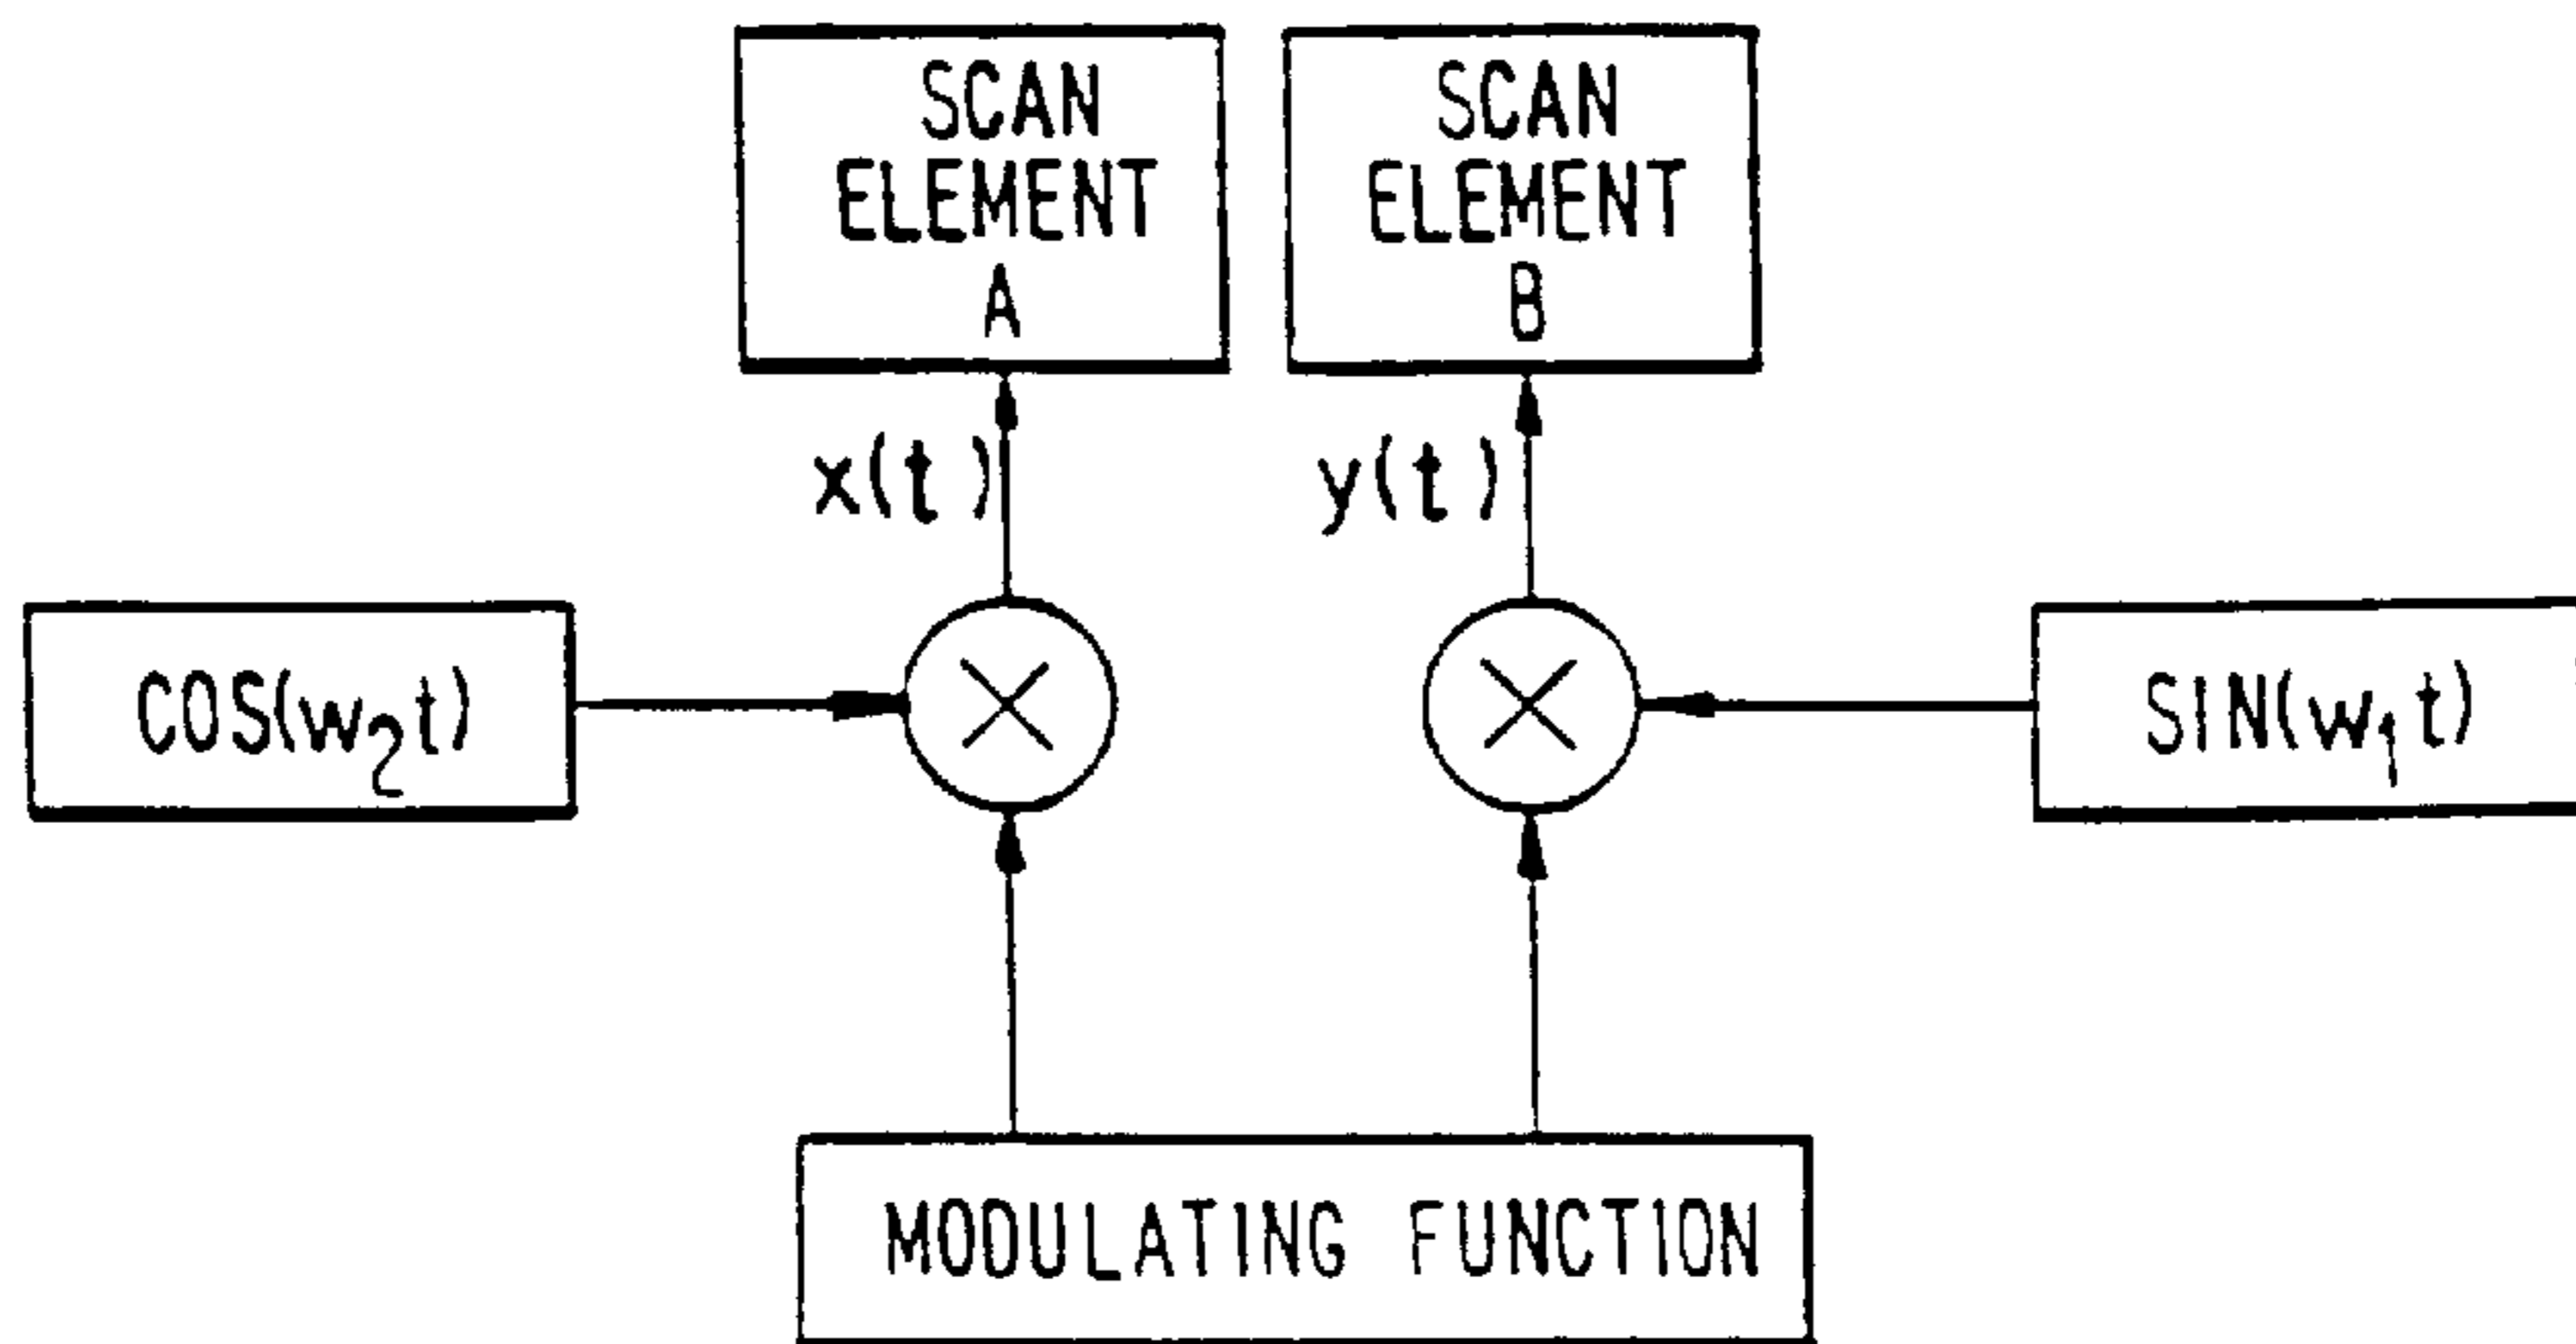 SCAN
ELEMENT
A
SCAN
ELEMENT
B
x(t)
y(t)
COS(w₂t)
SIN(w₁t)
MODULATING FUNCTION